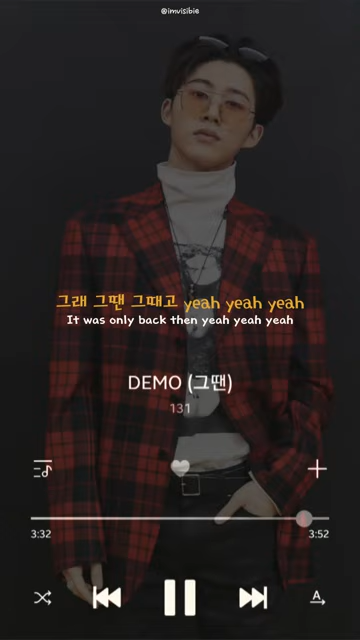 @imvisibie
그래 그땐 그때고 yeah yeah yeah
It was only back then yeah yeah yeah
DEMO (그땐)
131
3:32
3:52
A